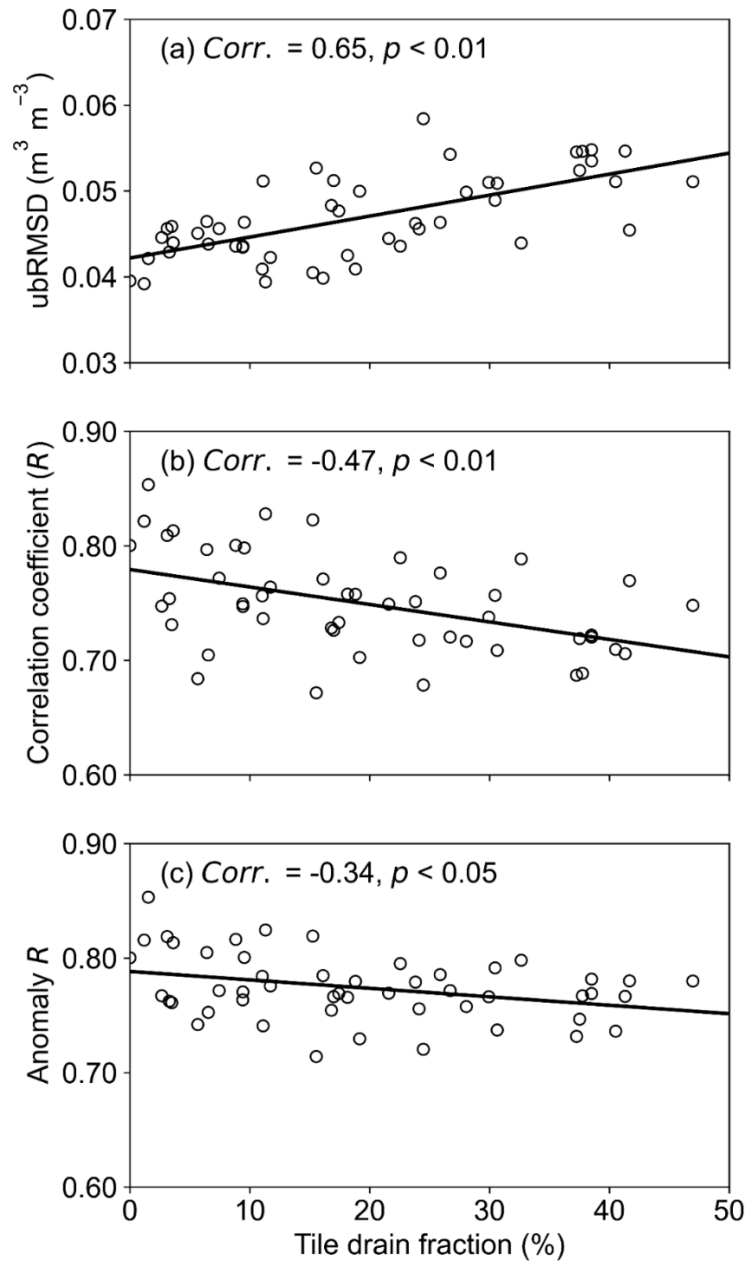 0.07
(a) Corr. = 0.65, p < 0.01
0.06
0.05
0.04
0.03
ubRMSD (m³ m⁻³)
0.90
(b) Corr. = -0.47, p < 0.01
0.80
0.70
0.60
Correlation coefficient (R)
0.90
(c) Corr. = -0.34, p < 0.05
0.80
0.70
0.60
Anomaly R
0 10 20 30 40 50
Tile drain fraction (%)